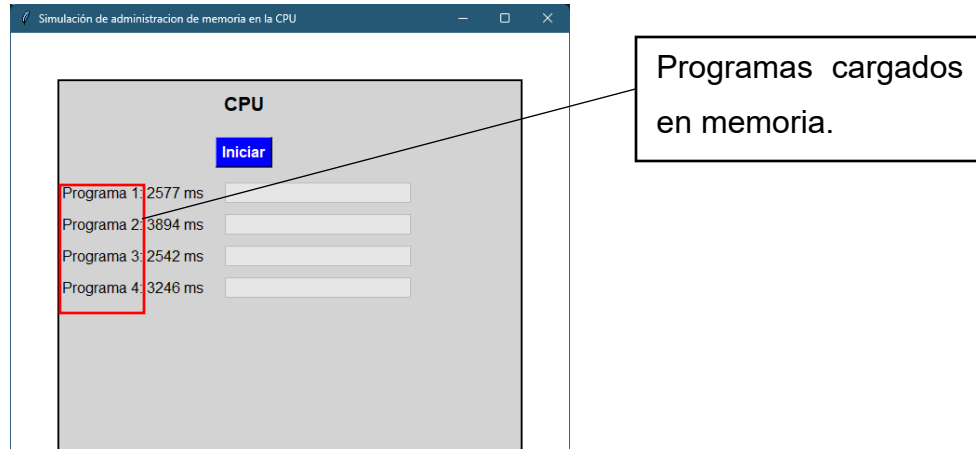 Simulación de administracion de memoria en la CPU
CPU
Iniciar
Programa 1: 2577 ms
Programa 2: 3894 ms
Programa 3: 2542 ms
Programa 4: 3246 ms
Programas cargados
en memoria.